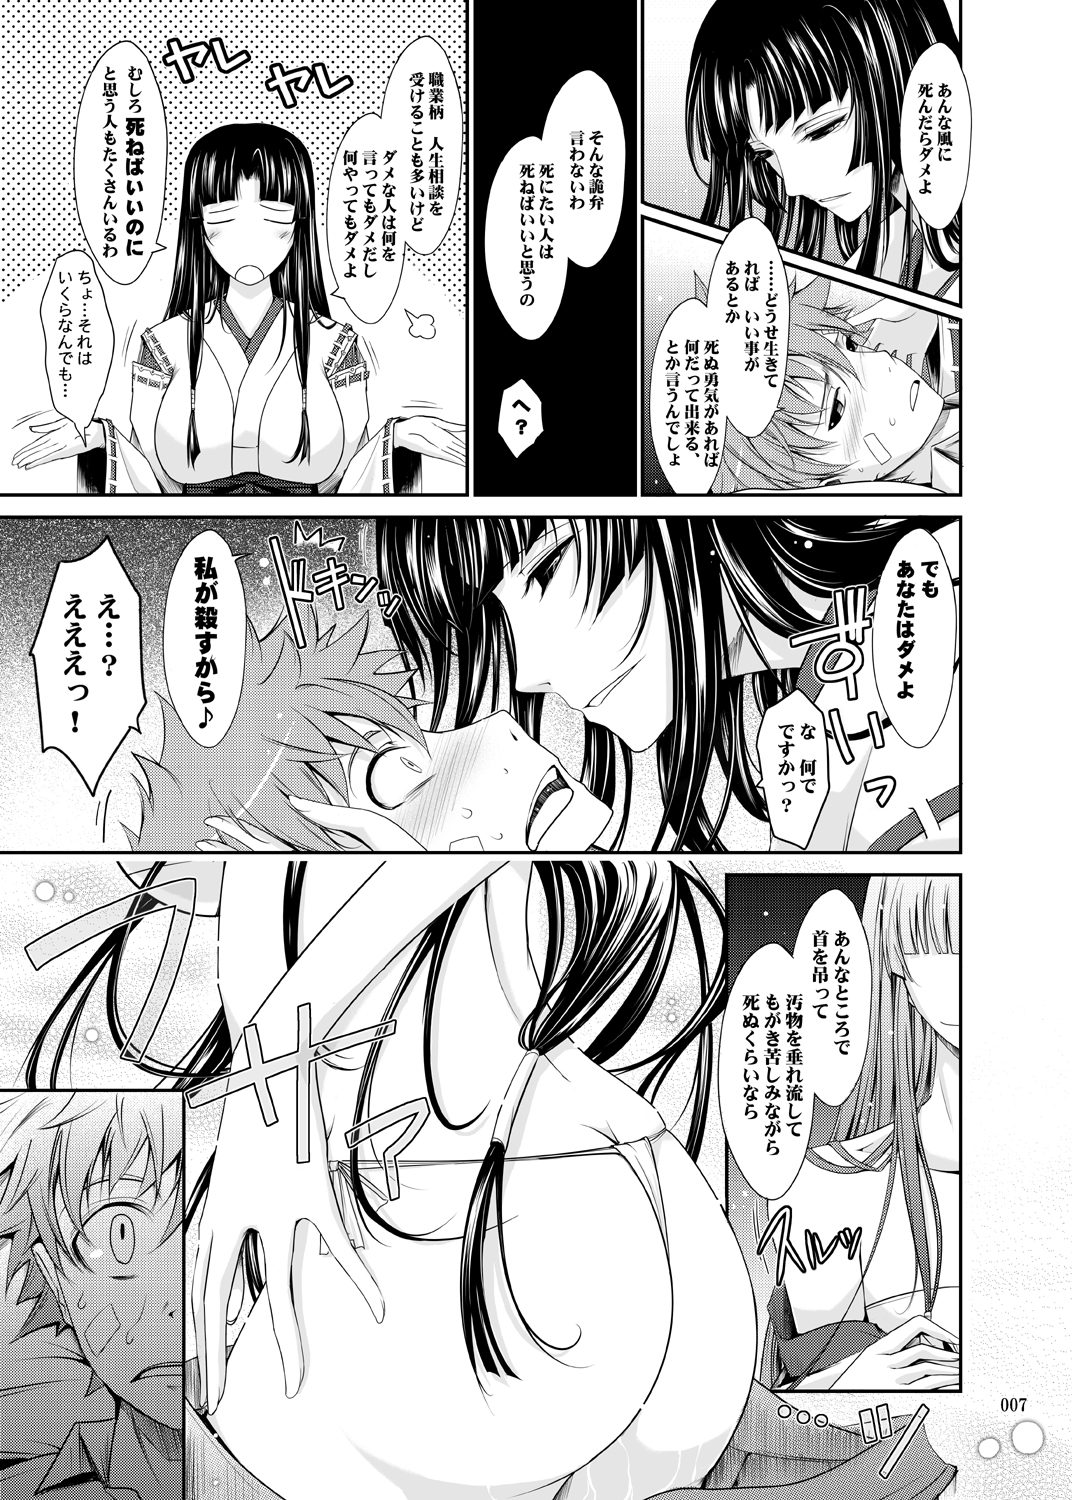 あんな風に
死んだらダメよ
……どうせ生きて
れば いい事が
あるとか
死ぬ勇気があれば
何だって出来る、
とか言うんでしょ
そんな詭弁
言わないわ
死にたい人は
死ねばいいと思うの
へ?
職業柄 人生相談を
受けることも多いけど
ダメな人は何を
言ってもダメだし
何やってもダメよ
ヤレ
ヤレ
むしろ死ねばいいのに
と思う人もたくさんいるわ
ちょ…それは
いくらなんでも…
でも
あなたはダメよ
ぐいっ
な 何で
ですかっ?
ドキンッ
私が殺すから♪
え…?
えええっ!
あんなところで
首を吊って
汚物を垂れ流して
もがき苦しみながら
死ぬくらいなら
スルッ
ファサァ
007